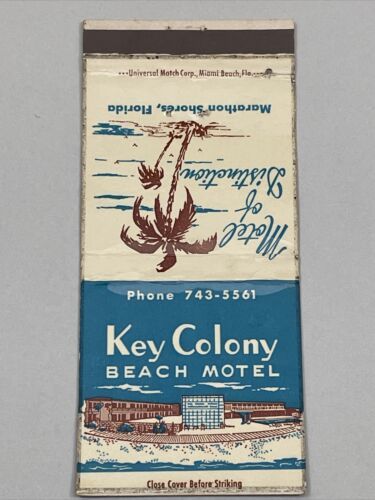 ---Universal Match Corp., Miami Beach, Fla.---
Marathon Shores, Florida
Motel
of
Distinction
Phone 743-5561
Key Colony
BEACH MOTEL
Close Cover Before Striking